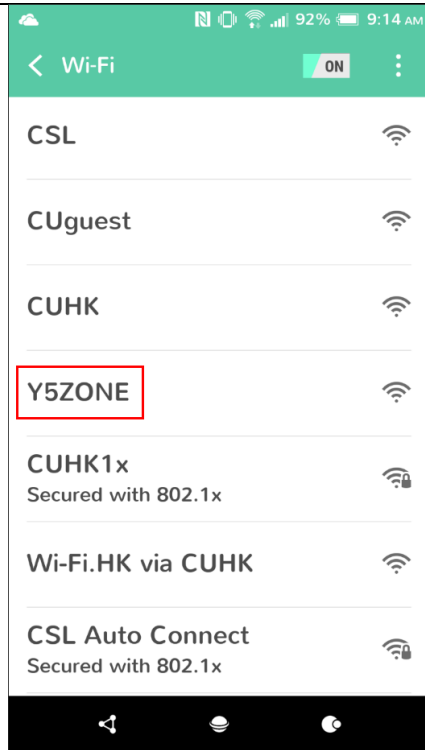 92% 9:14 AM
Wi-Fi ON
CSL
CUguest
CUHK
Y5ZONE
CUHK1x
Secured with 802.1x
Wi-Fi.HK via CUHK
CSL Auto Connect
Secured with 802.1x